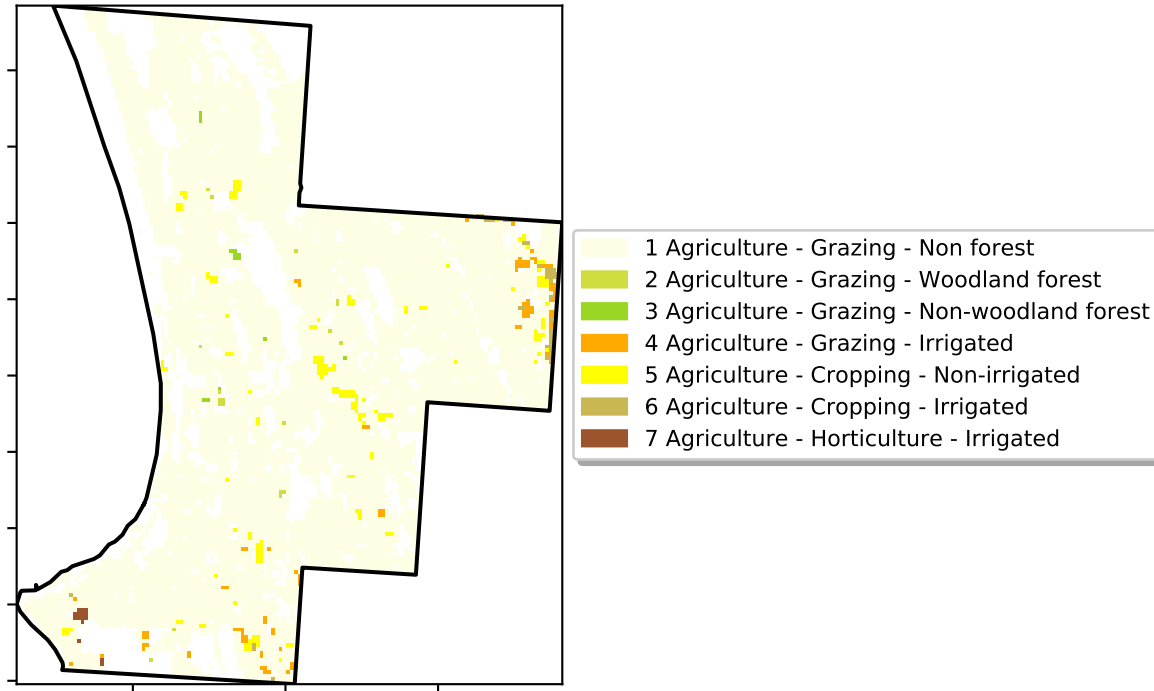 1 Agriculture - Grazing - Non forest
2 Agriculture - Grazing - Woodland forest
3 Agriculture - Grazing - Non-woodland forest
4 Agriculture - Grazing - Irrigated
5 Agriculture - Cropping - Non-irrigated
6 Agriculture - Cropping - Irrigated
7 Agriculture - Horticulture - Irrigated